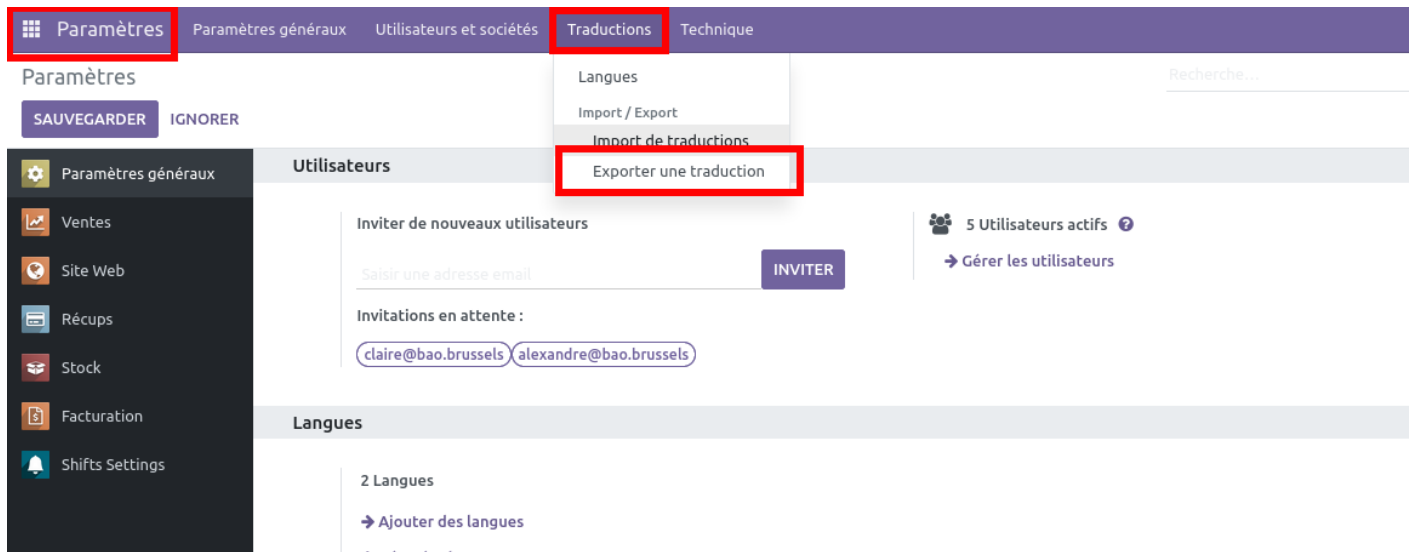 Paramètres Paramètres généraux Utilisateurs et sociétés Traductions Technique
Paramètres
Recherche...
SAUVEGARDER IGNORER
Langues
Import / Export
Import de traductions
Exporter une traduction
Paramètres généraux
Ventes
Site Web
Récups
Stock
Facturation
Shifts Settings
Utilisateurs
Inviter de nouveaux utilisateurs
Saisir une adresse email INVITER
Invitations en attente :
claire@bao.brussels alexandre@bao.brussels
5 Utilisateurs actifs ?
Gérer les utilisateurs
Langues
2 Langues
Ajouter des langues